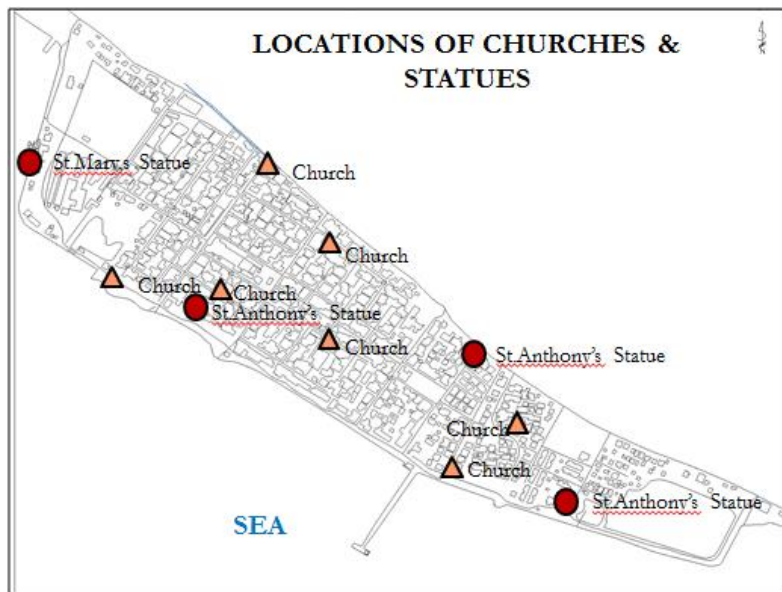 LOCATIONS OF CHURCHES &
STATUES
St.Mary,s Statue
Church
Church
Church
Church
St.Anthony's Statue
Church
St.Anthony's Statue
Church
Church
St.Anthony's Statue
SEA